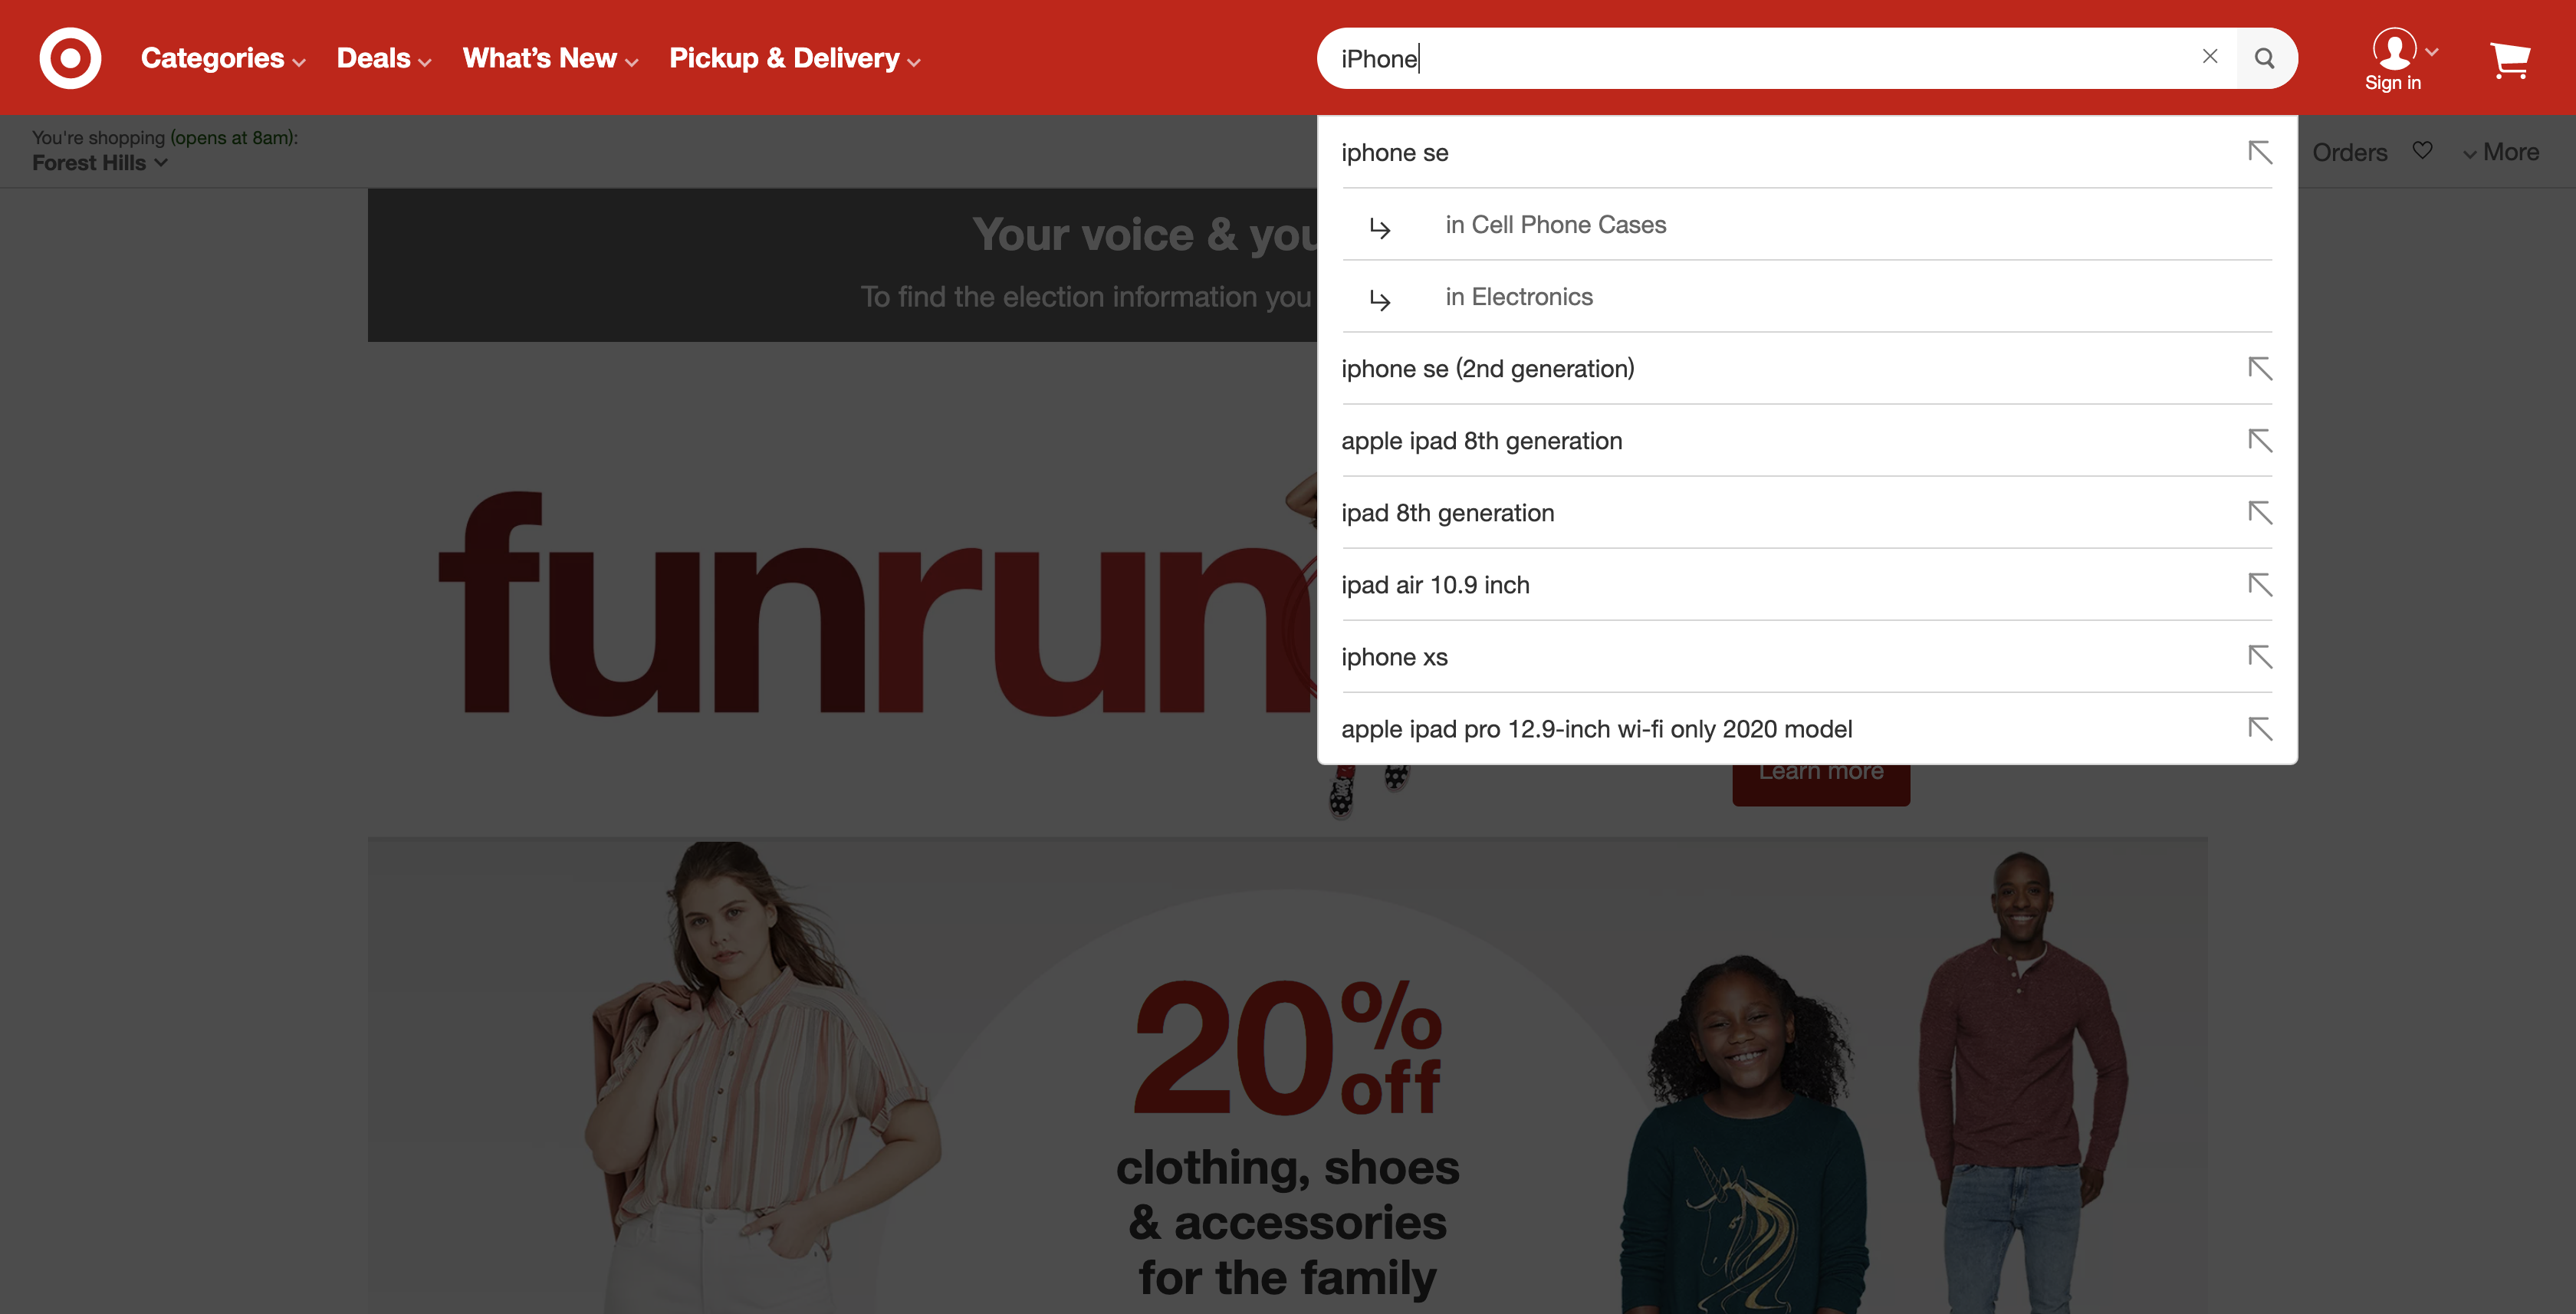 Categories
Deals
What's New
Pickup & Delivery
iPhone
Sign in
You're shopping (opens at 8am):
Forest Hills
Orders
More
iphone se
in Cell Phone Cases
in Electronics
iphone se (2nd generation)
apple ipad 8th generation
ipad 8th generation
ipad air 10.9 inch
iphone xs
apple ipad pro 12.9-inch wi-fi only 2020 model
Your voice &
To find the election information you
funrun
Learn more
20% off
clothing, shoes
& accessories
for the family